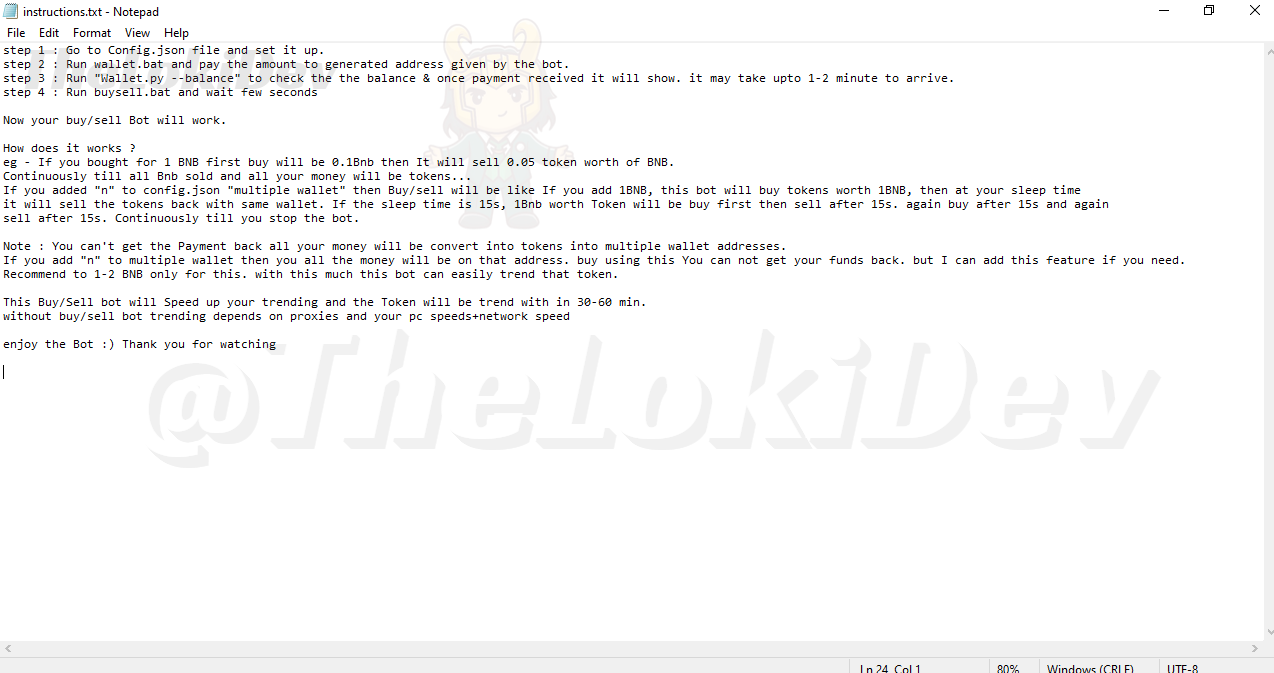 instructions.txt - Notepad
File Edit Format View Help
step 1 : Go to Config.json file and set it up.
step 2 : Run wallet.bat and pay the amount to generated address given by the bot.
step 3 : Run "Wallet.py --balance" to check the the balance & once payment received it will show. it may take upto 1-2 minute to arrive.
step 4 : Run buysell.bat and wait few seconds
Now your buy/sell Bot will work.
How does it works ?
eg - If you bought for 1 BNB first buy will be 0.1Bnb then It will sell 0.05 token worth of BNB.
Continuously till all Bnb sold and all your money will be tokens...
If you added "n" to config.json "multiple wallet" then Buy/sell will be like If you add 1BNB, this bot will buy tokens worth 1BNB, then at your sleep time
it will sell the tokens back with same wallet. If the sleep time is 15s, 1Bnb worth Token will be buy first then sell after 15s. again buy after 15s and again
sell after 15s. Continuously till you stop the bot.
Note : You can't get the Payment back all your money will be convert into tokens into multiple wallet addresses.
If you add "n" to multiple wallet then you all the money will be on that address. buy using this You can not get your funds back. but I can add this feature if you need.
Recommend to 1-2 BNB only for this. with this much this bot can easily trend that token.
This Buy/Sell bot will Speed up your trending and the Token will be trend with in 30-60 min.
without buy/sell bot trending depends on proxies and your pc speeds+network speed
enjoy the Bot :) Thank you for watching
TheLokiDev
@TheLokiDev
Ln 24, Col 1 80% Windows (CRLF) UTF-8